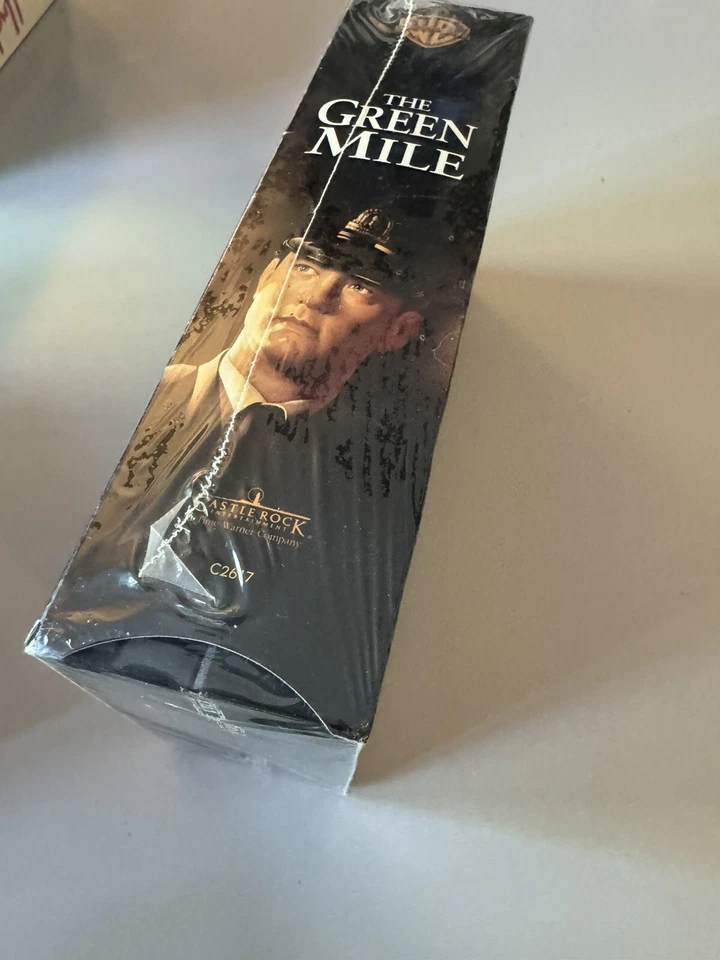 THE
GREEN
MILE
CASTLE ROCK
ENTERTAINMENT
A Time Warner Company